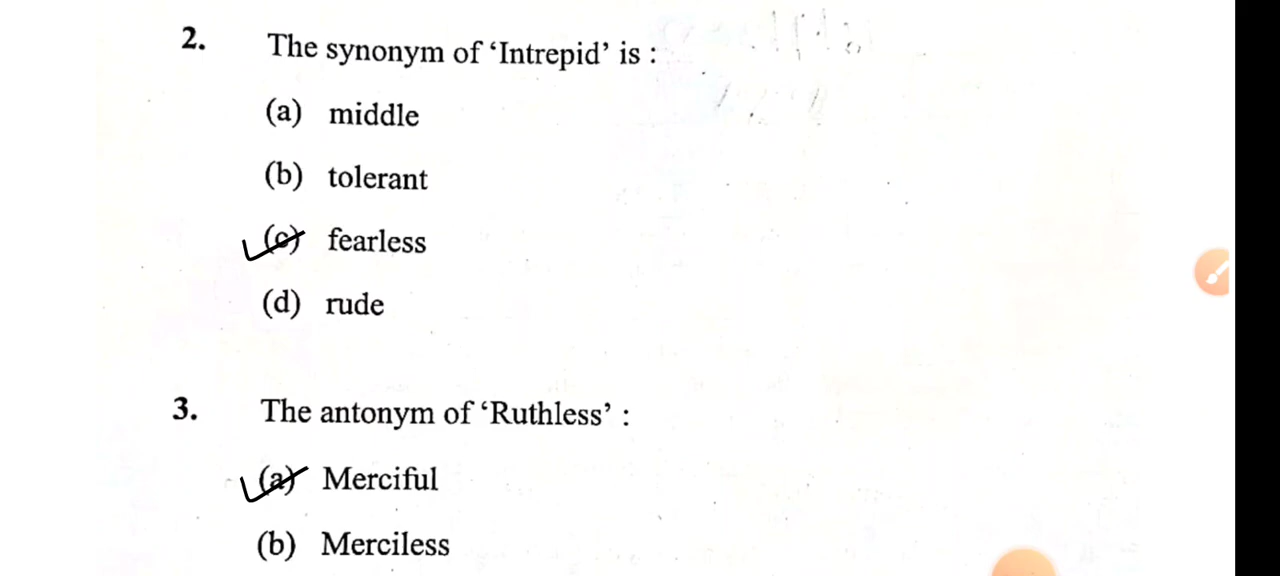 2. The synonym of ‘Intrepid’ is :
(a) middle
(b) tolerant
(c) fearless
(d) rude
3. The antonym of ‘Ruthless’ :
(a) Merciful
(b) Merciless